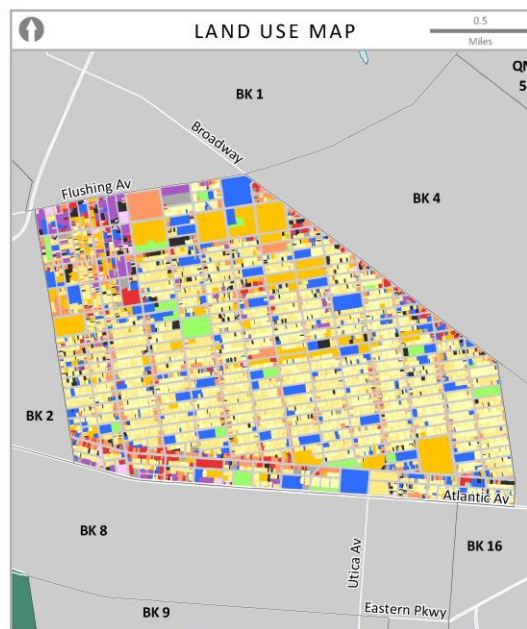 LAND USE MAP
0.5
Miles
QN
5
BK 1
Broadway
Flushing Av
BK 4
BK 2
Atlantic Av
BK 8
Utica Av
BK 16
BK 9
Eastern Pkwy